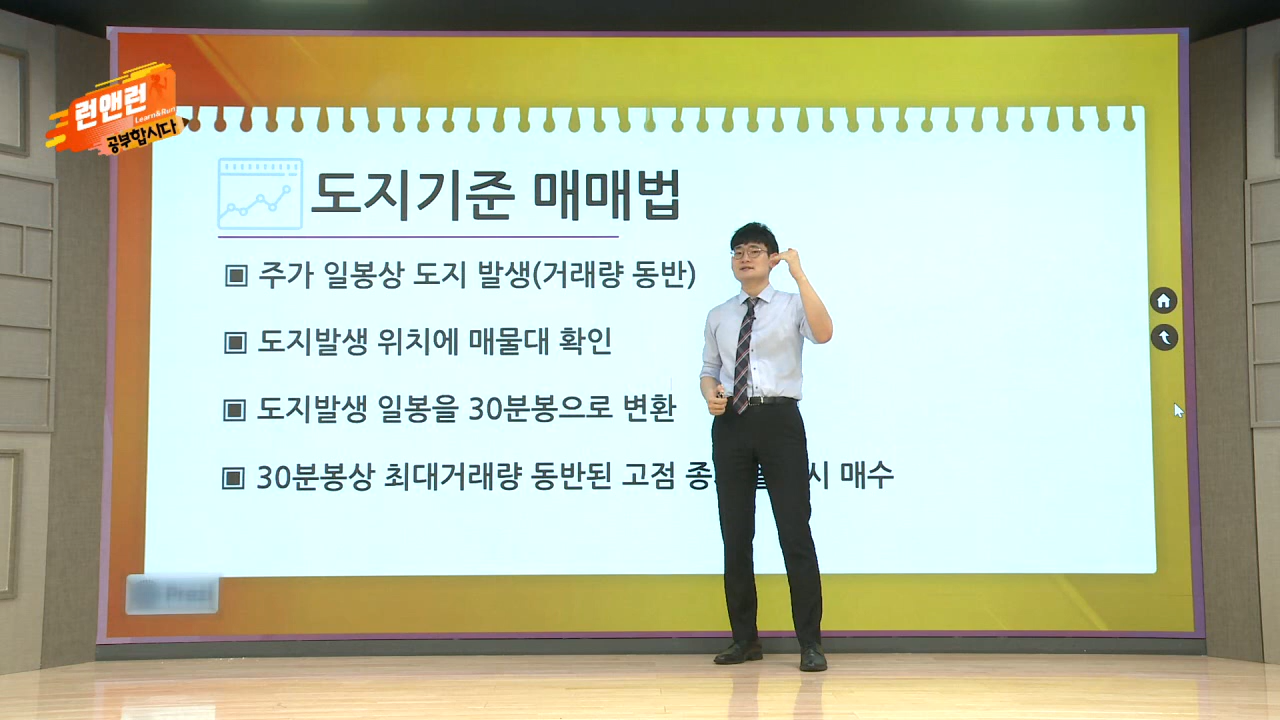 런앤런
Learn&Run
공부합시다
도지기준 매매법
▣ 주가 일봉상 도지 발생(거래량 동반)
▣ 도지발생 위치에 매물대 확인
▣ 도지발생 일봉을 30분봉으로 변환
▣ 30분봉상 최대거래량 동반된 고점 시 매수
Prezi